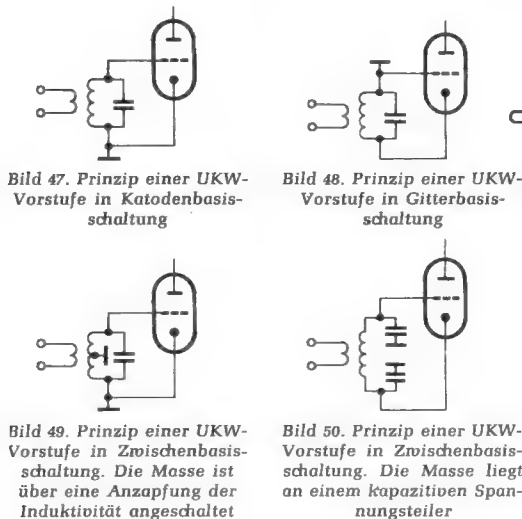 Bild 47. Prinzip einer UKW-
Vorstufe in Katodenbasis-
schaltung
Bild 48. Prinzip einer UKW-
Vorstufe in Gitterbasis-
schaltung
Bild 49. Prinzip einer UKW-
Vorstufe in Zwischenbasis-
schaltung. Die Masse ist
über eine Anzapfung der
Induktivität angeschaltet
Bild 50. Prinzip einer UKW-
Vorstufe in Zwischenbasis-
schaltung. Die Masse liegt
an einem kapazitiven Span-
nungsteiler